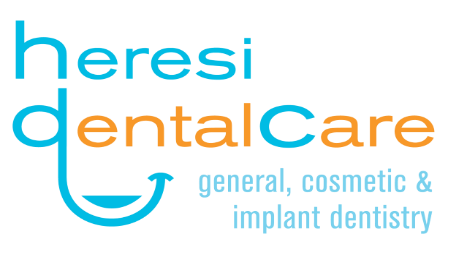 heresi
dentalCare
general, cosmetic &
implant dentistry